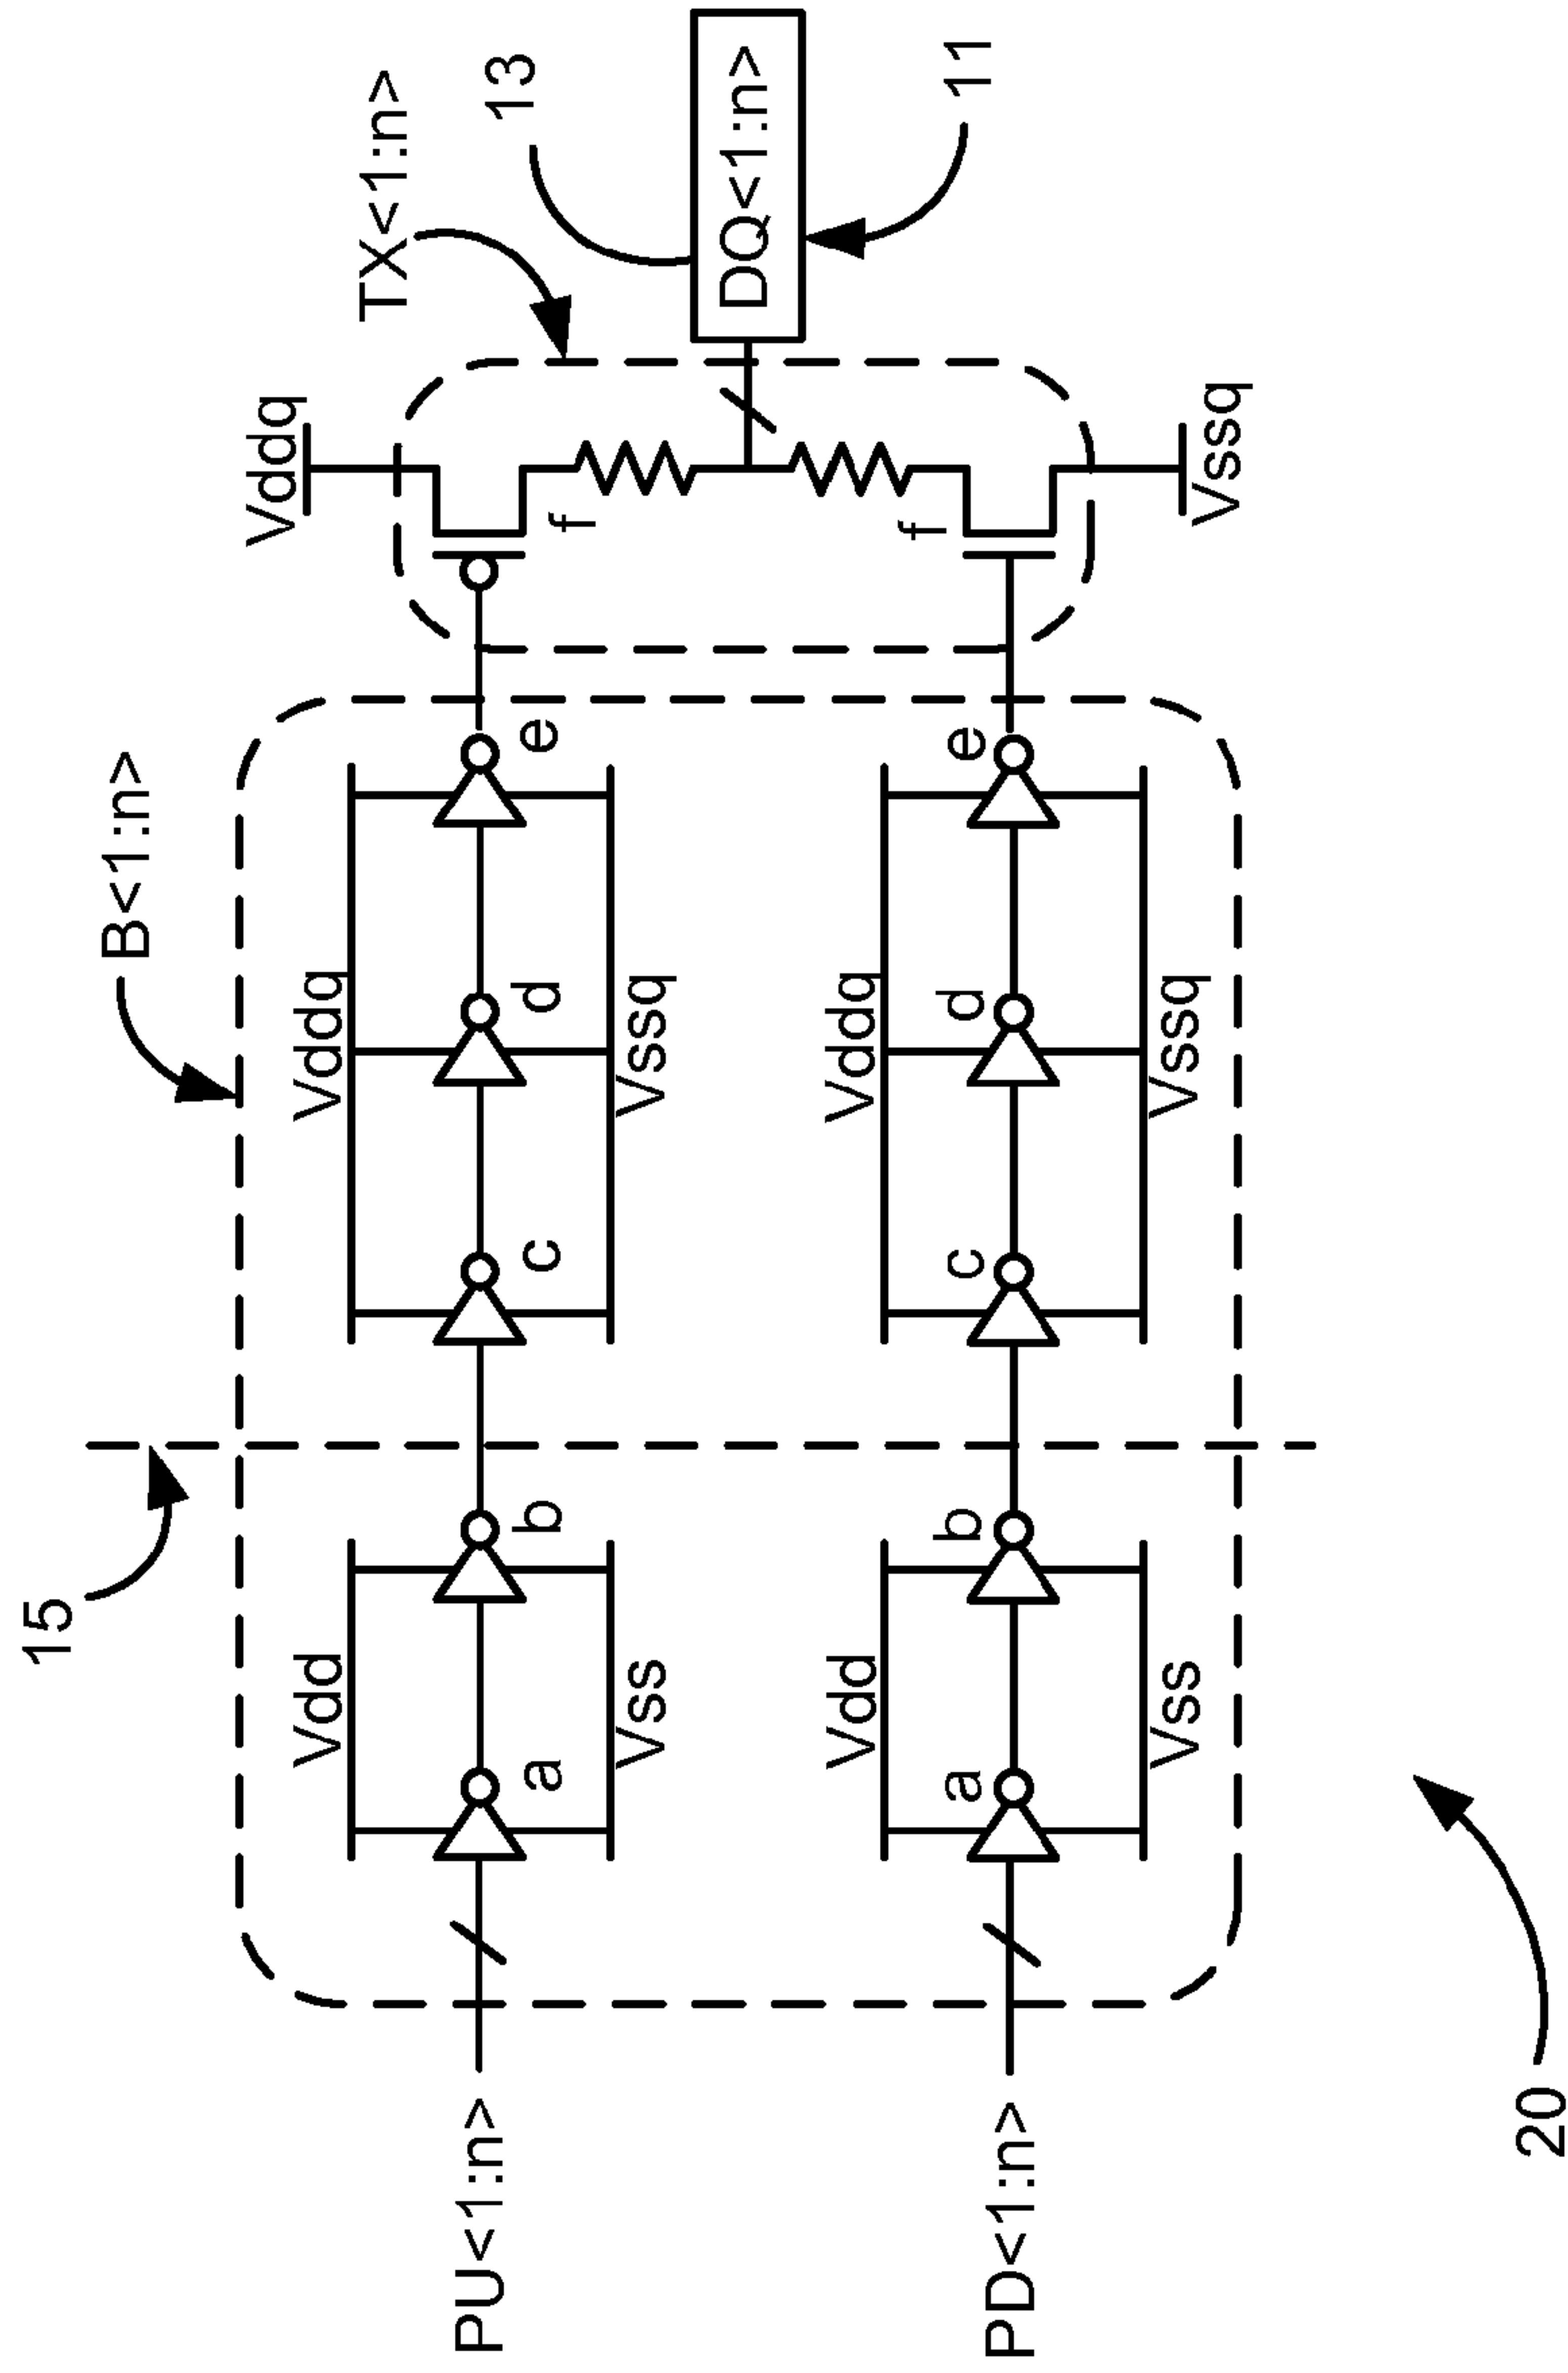 B<1:n>
TX<1:n>
13
15
Vdd
Vddq
Vddq
PU<1:n>
a
b
c
d
e
f
Vss
Vssq
DQ<1:n>
11
Vdd
Vddq
PD<1:n>
a
b
c
d
e
f
Vss
Vssq
Vssq
20